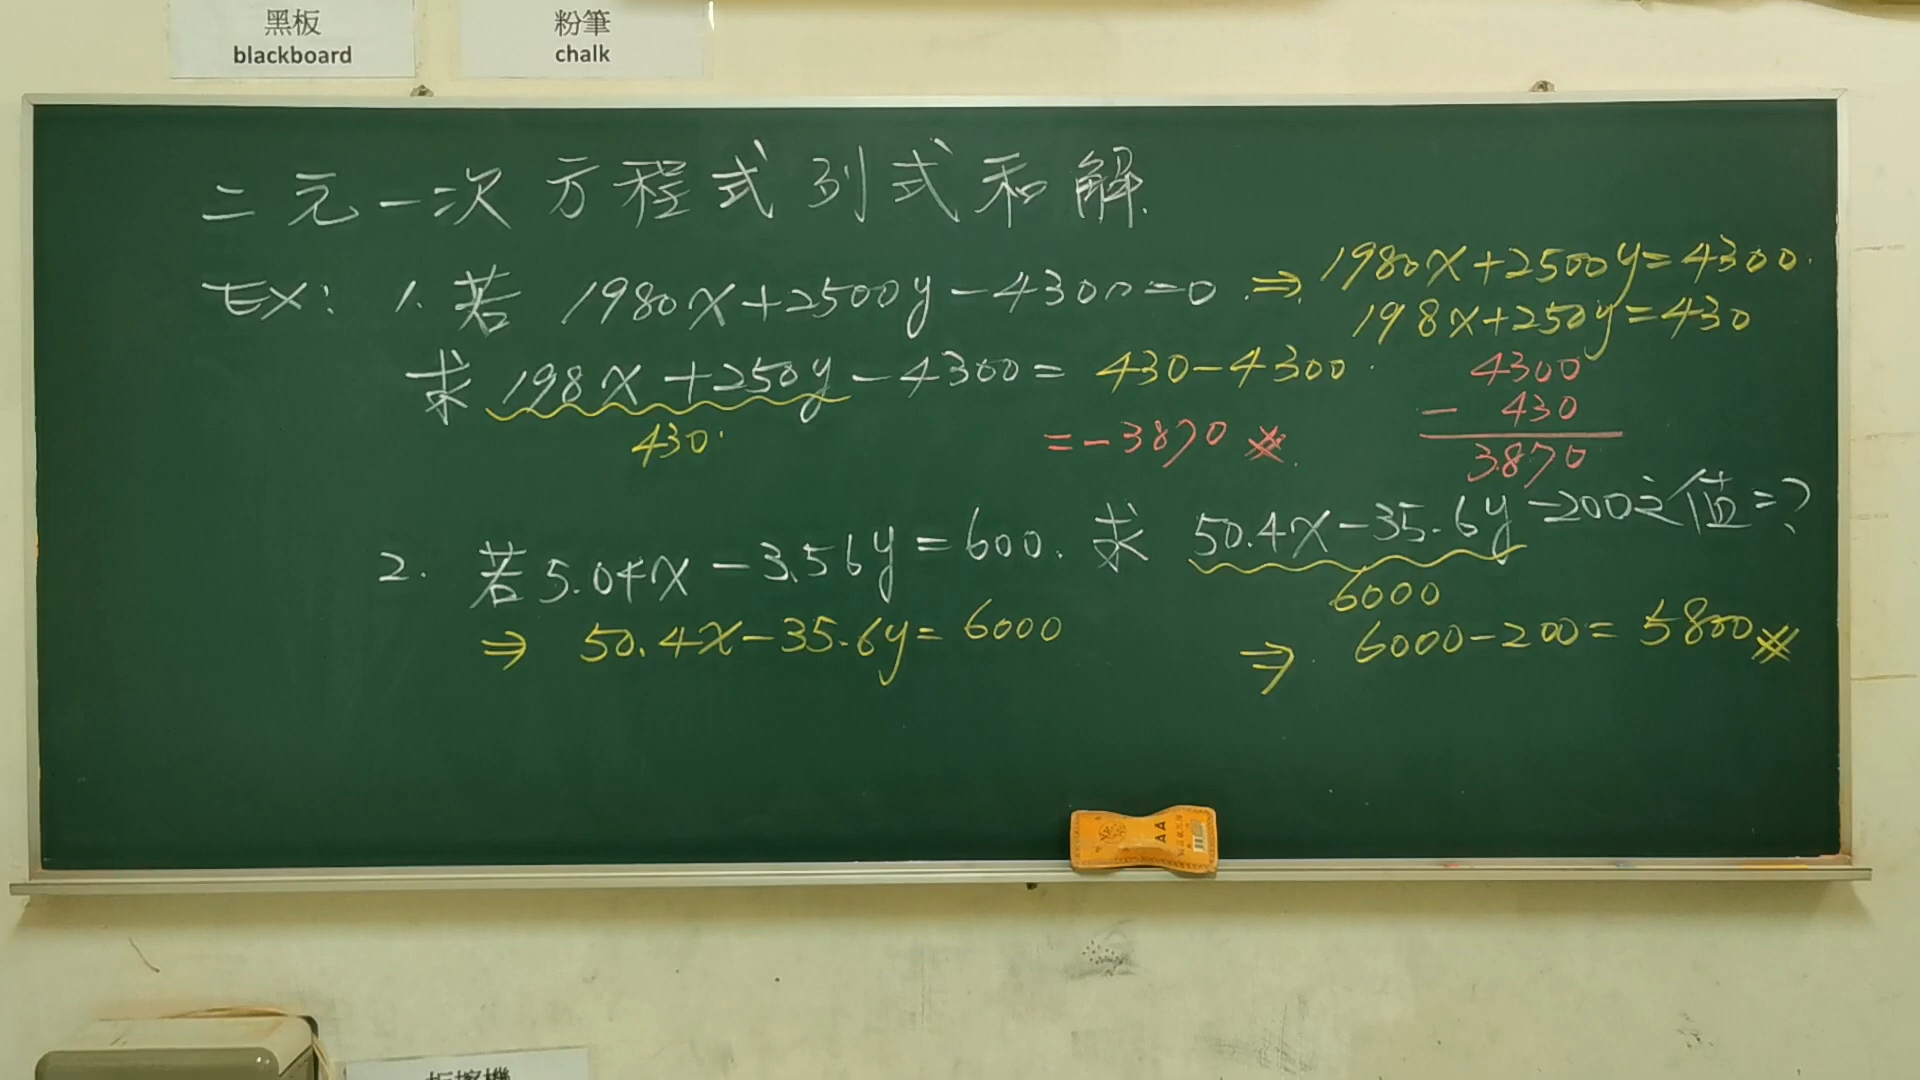 黑板
blackboard
粉筆
chalk
二元一次方程式列式和解.
EX: 1. 若 1980x+2500y-4300=0 ⇒ 1980x+2500y=4300.
198x+250y=430
求 198x+250y-4300= 430-4300
430.
=-3870
4300
- 430
3870
2. 若5.04x-3.56y=600. 求 50.4x-35.6y-200之值=?
6000
⇒ 50.4x-35.6y=6000
⇒ 6000-200=5800
AA